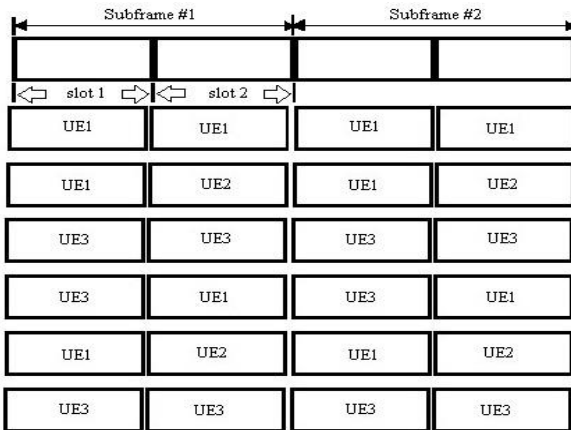 Subframe #1 Subframe #2
slot 1 slot 2
UE1 UE1 UE1 UE1
UE1 UE2 UE1 UE2
UE3 UE3 UE3 UE3
UE3 UE1 UE3 UE1
UE1 UE2 UE1 UE2
UE3 UE3 UE3 UE3